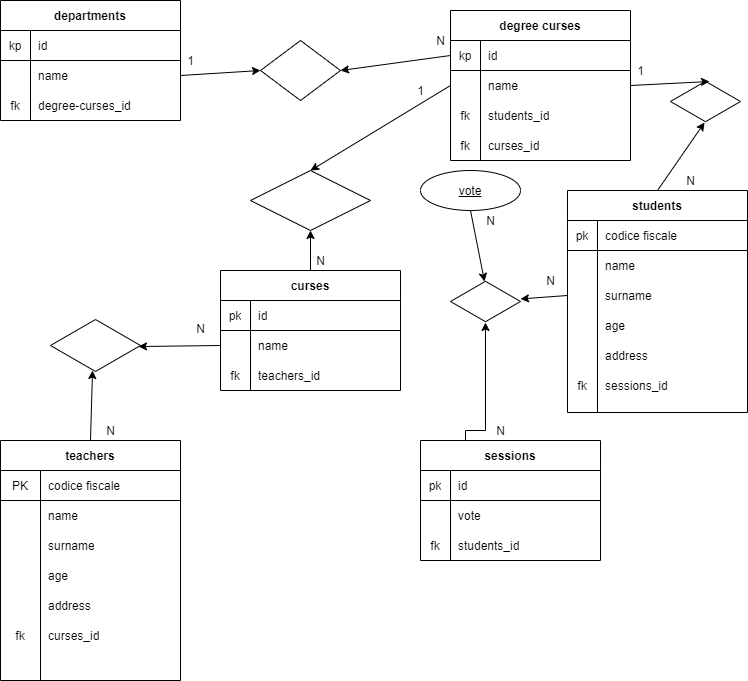 departments
kp id
name
fk degree-curses_id
1
N
degree curses
kp id
name
fk students_id
fk curses_id
1
1
N
students
pk codice fiscale
name
surname
age
address
fk sessions_id
vote
N
N
N
curses
pk id
name
fk teachers_id
N
N
teachers
PK codice fiscale
name
surname
age
address
fk curses_id
N
sessions
pk id
vote
fk students_id